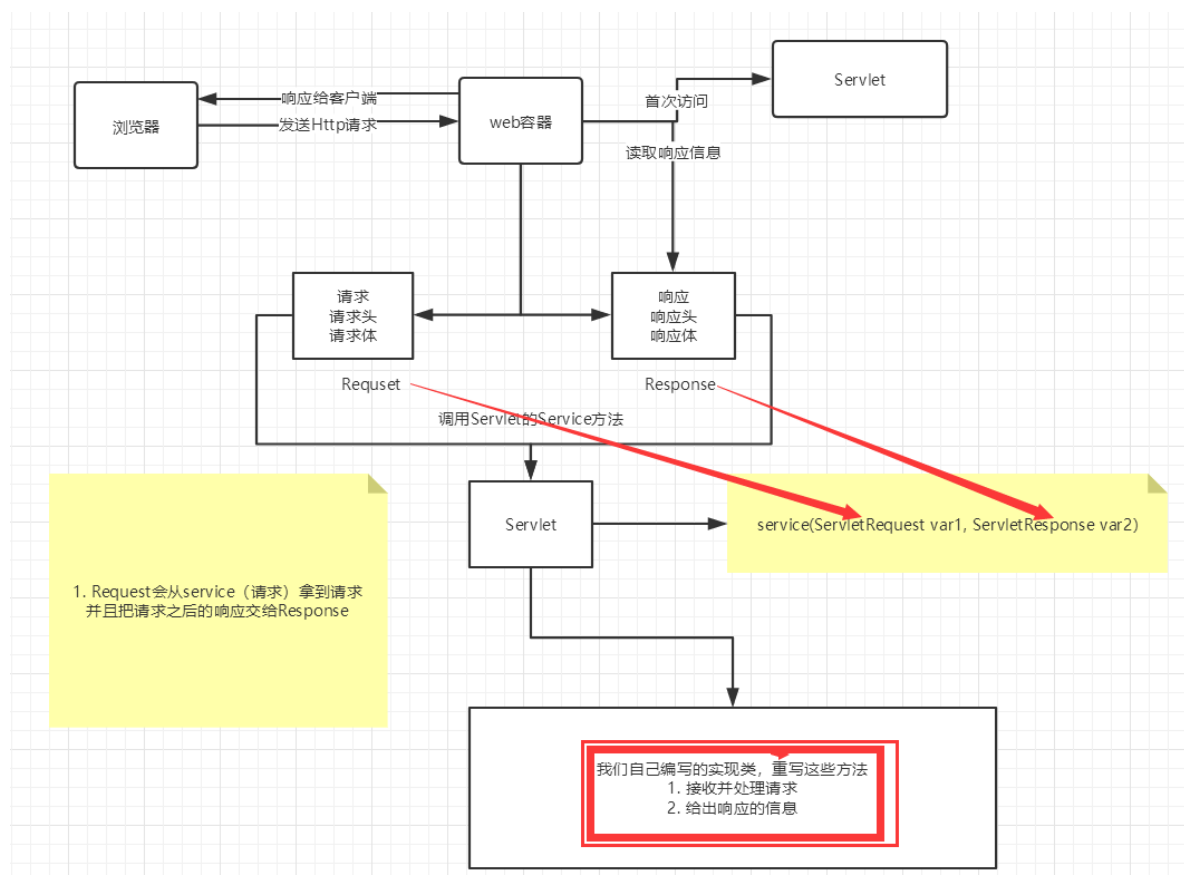 Servlet
响应给客户端
浏览器
发送Http请求
web容器
首次访问
读取响应信息
请求
请求头
请求体
响应
响应头
响应体
Requset
Response
调用Servlet的Service方法
Servlet
service(ServletRequest var1, ServletResponse var2)
1. Request会从service（请求）拿到请求
并且把请求之后的响应交给Response
我们自己编写的实现类，重写这些方法
1. 接收并处理请求
2. 给出响应的信息